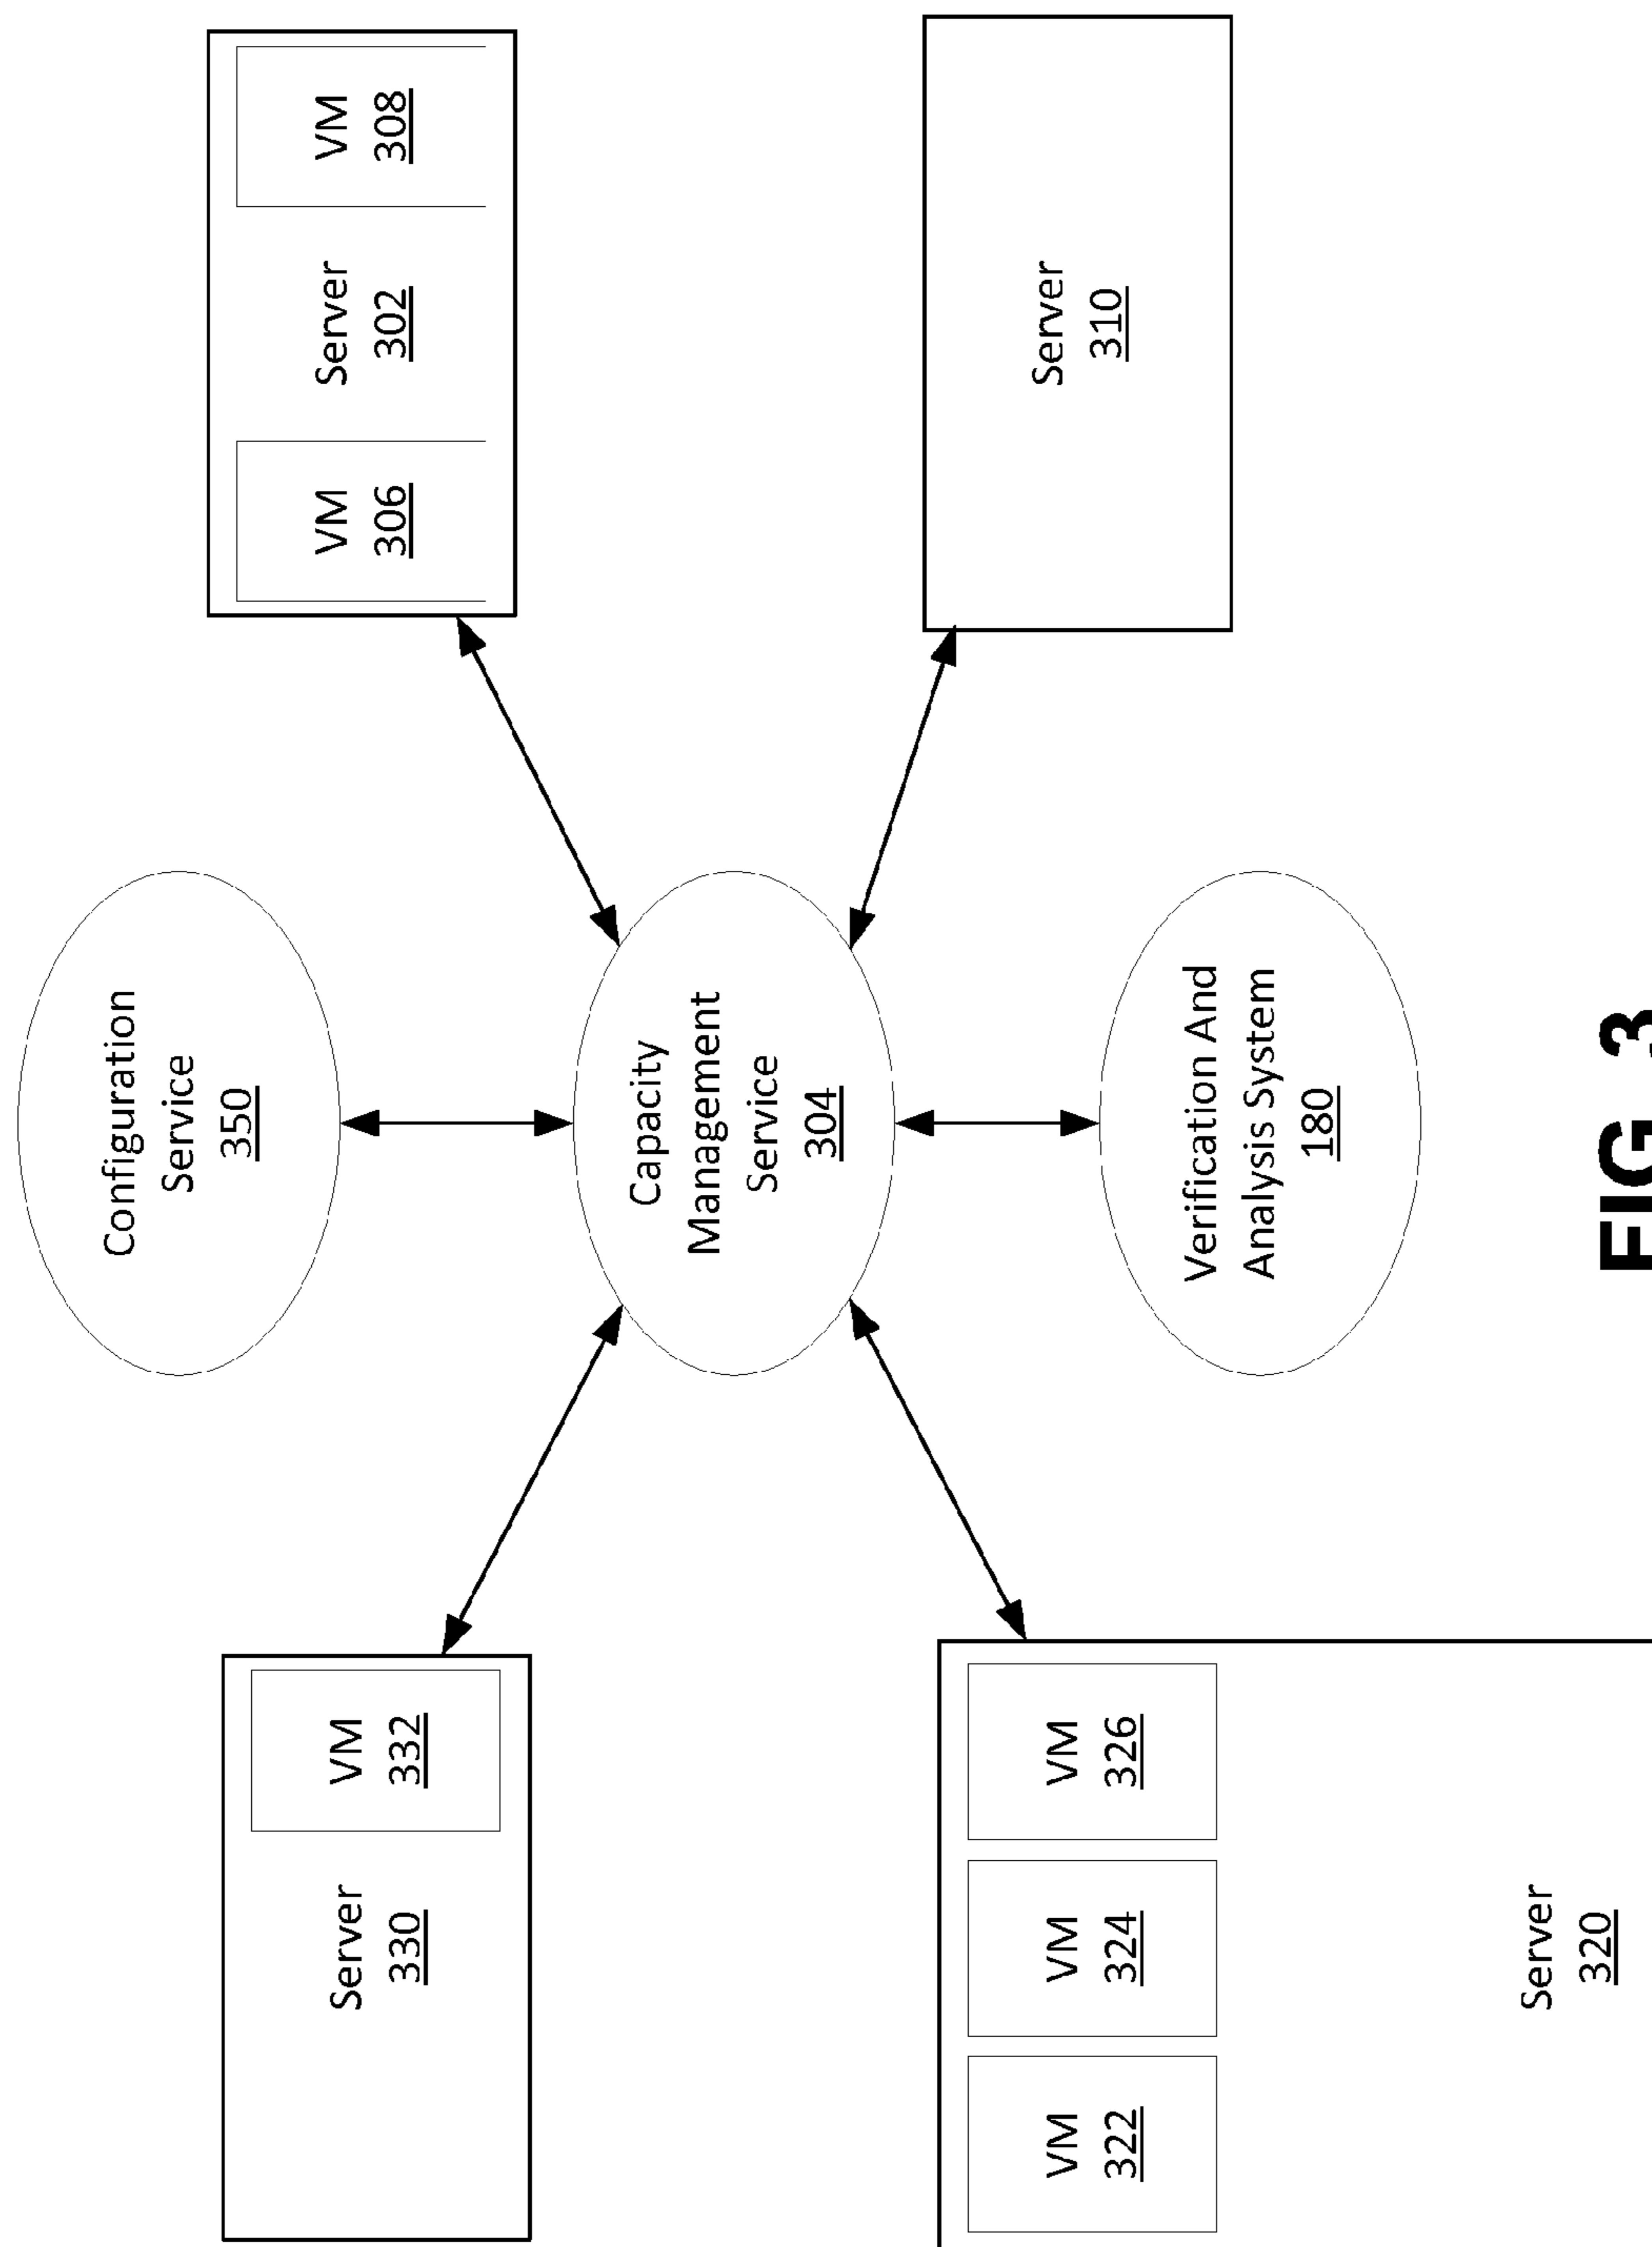 Configuration
Service
350
Server
330
VM
332
VM
306
Server
302
VM
308
Capacity
Management
Service
304
VM
322
VM
324
VM
326
Server
320
Server
310
Verification And
Analysis System
180
FIG 3